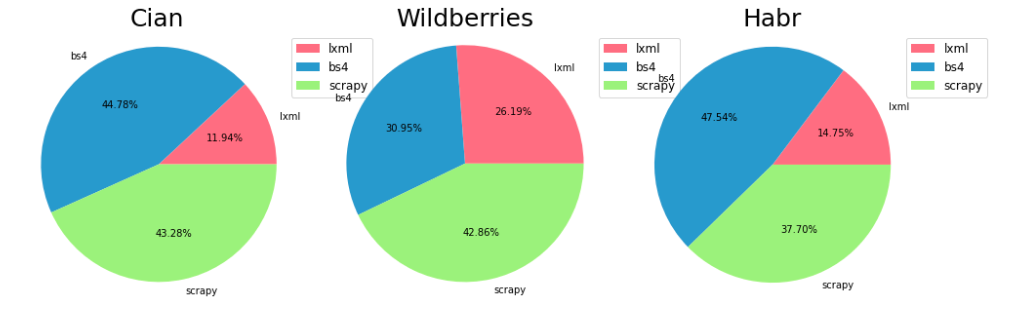 Cian
lxml
bs4
scrapy
bs4
44.78%
11.94%
lxml
43.28%
scrapy
Wildberries
lxml
bs4
scrapy
lxml
bs4
26.19%
30.95%
42.86%
scrapy
Habr
lxml
bs4
scrapy
bs4
lxml
47.54%
14.75%
37.70%
scrapy